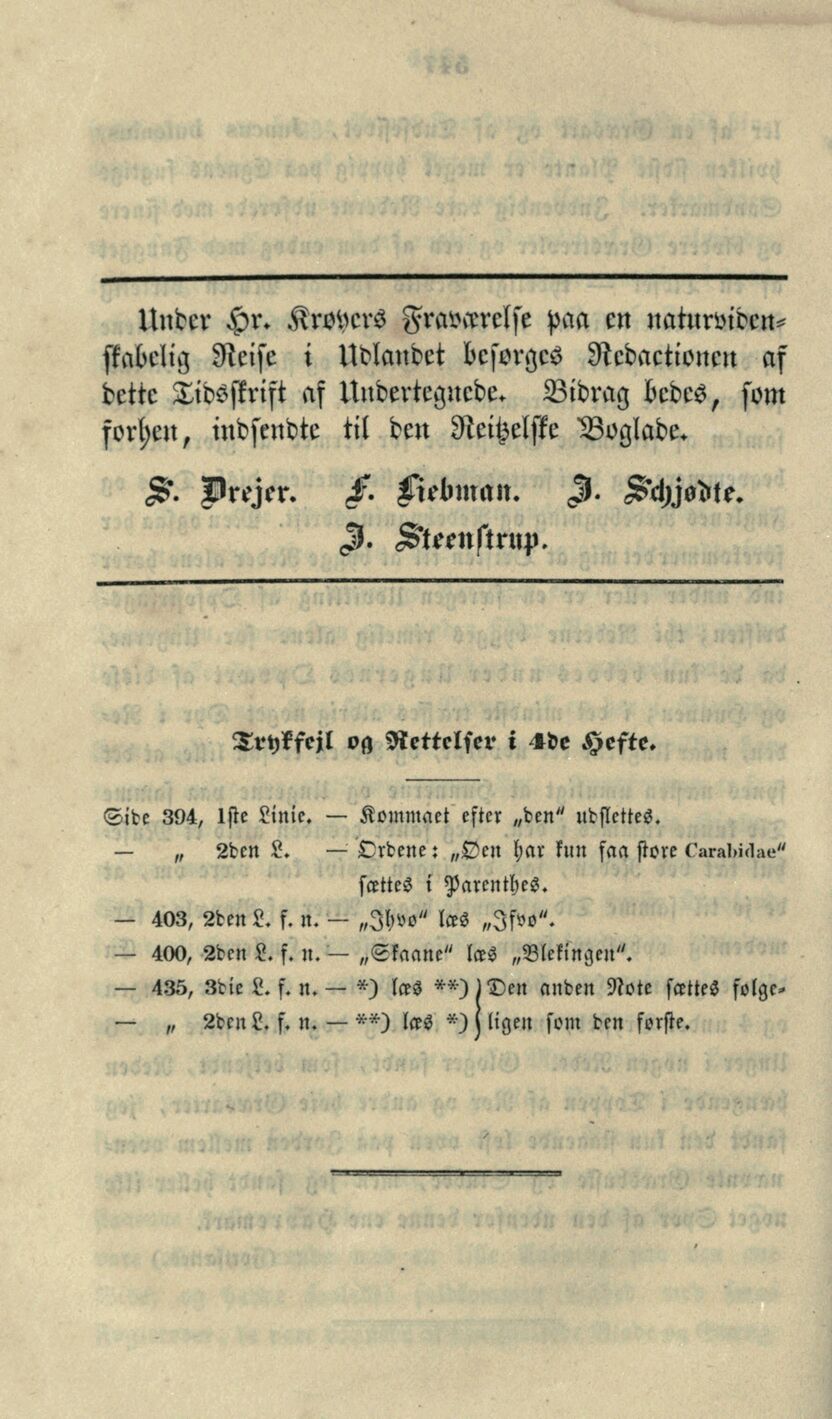 Under Hr. Krøyers Fraværelse paa en naturviden-
skabelig Reise i Udlandet besørges Redactionen af
dette Tidsskrift af Undertegnede. Bidrag bedes, som
forhen, indsendte til den Reitzelske Boglade.
S. Drejer. F. Liebman. J. Schjødte.
J. Steenstrup.
Trykfejl og Rettelser i 4de Hefte.
Side 394, 1ste Linie. — Kommaet efter „den“ udslettes.
— „ 2den L. — Ordene: „Den har kun faa store Carabidae“
sættes i Parenthes.
— 403, 2den L. f. n. — „Ihvo“ læs „Ifvo“.
— 400, 2den L. f. n. — „Skaane“ læs „Blekingen“.
— 435, 3die L. f. n. — *) læs **) } Den anden Note sættes følge-
— „ 2den L. f. n. — **) læs *) } ligen som den første.